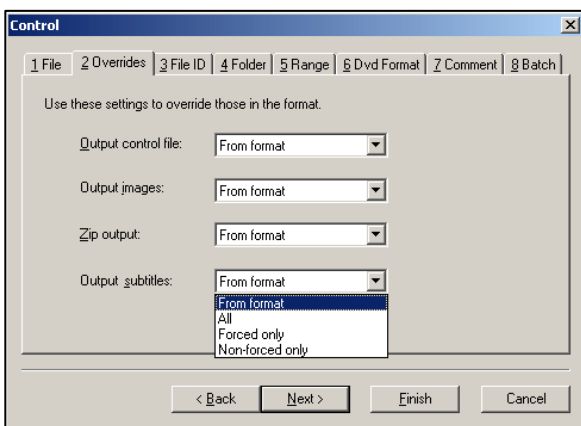 Control
1 File 2 Overrides 3 File ID 4 Folder 5 Range 6 Dvd Format 7 Comment 8 Batch
Use these settings to override those in the format.
Output control file: From format
Output images: From format
Zip output: From format
Output subtitles: From format
From format
All
Forced only
Non-forced only
< Back Next > Finish Cancel